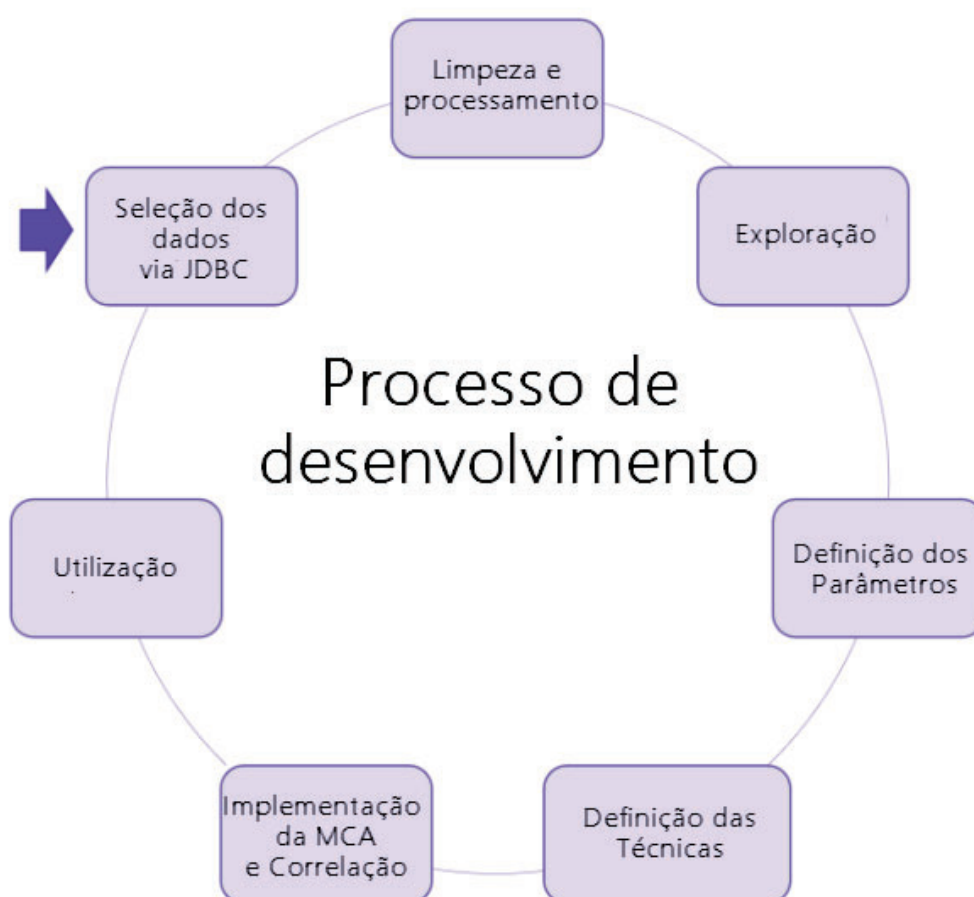 Limpeza e
processamento
Seleção dos
dados
via JDBC
Exploração
Processo de
desenvolvimento
Utilização
Definição dos
Parâmetros
Implementação
da MCA
e Correlação
Definição das
Técnicas